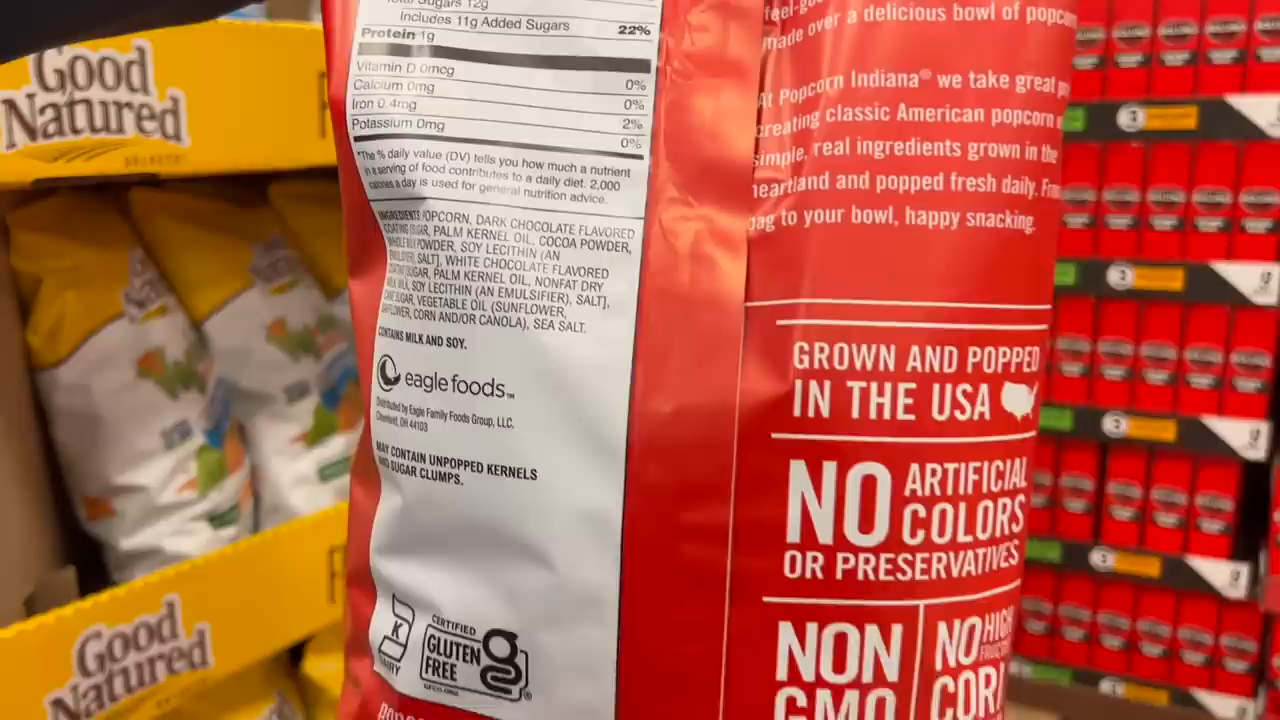 Good
Natured
Total Sugars 12g
Includes 11g Added Sugars 22%
Protein 1g
Vitamin D 0mcg 0%
Calcium 0mg 0%
Iron 0.4mg 2%
Potassium 0mg 0%
*The % daily value (DV) tells you how much a nutrient
in a serving of food contributes to a daily diet. 2,000
calories a day is used for general nutrition advice.
INGREDIENTS: POPCORN, DARK CHOCOLATE FLAVORED
COATING [SUGAR, PALM KERNEL OIL, COCOA POWDER,
WHOLE MILK POWDER, SOY LECITHIN (AN
EMULSIFIER), SALT], WHITE CHOCOLATE FLAVORED
COATING [SUGAR, PALM KERNEL OIL, NONFAT DRY
MILK, MILK, SOY LECITHIN (AN EMULSIFIER), SALT],
CANE SUGAR, VEGETABLE OIL (SUNFLOWER,
SAFFLOWER, CORN AND/OR CANOLA), SEA SALT.
CONTAINS MILK AND SOY.
eagle foods™
Distributed by Eagle Family Foods Group, LLC.
Cleveland, OH 44103
MAY CONTAIN UNPOPPED KERNELS
AND SUGAR CLUMPS.
K
DAIRY
CERTIFIED
GLUTEN
FREE
g
®
feel-go
made over a delicious bowl of popcorn
At Popcorn Indiana® we take great
creating classic American popcorn
simple, real ingredients grown in the
heartland and popped fresh daily. From
bag to your bowl, happy snacking.
GROWN AND POPPED
IN THE USA
NO ARTIFICIAL
COLORS
OR PRESERVATIVES
NON
GMO
NO HIGH
FRUCTOSE
CORN
Good
Natured